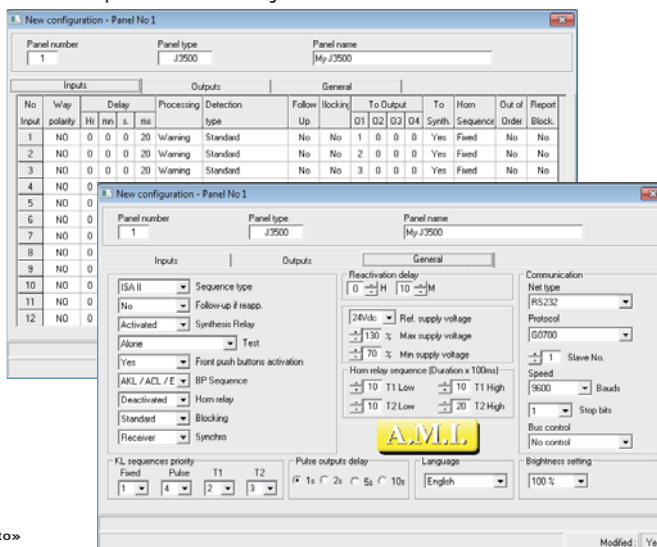 New configuration - Panel No 1
Panel number Panel type Panel name
1 J3500 My J3500
Inputs Outputs General
No Way Delay Processing Detection Follow To Output To Horn Out of Report
Input polarity Hr mn s. ms type Up O1 O2 O3 O4 Synth. Sequence Order Block.
1 NO 0 0 0 20 Warning Standard No No 1 0 0 0 Yes Fixed No No
2 NO 0 0 0 20 Warning Standard No No 2 0 0 0 Yes Fixed No No
3 NO 0 0 0 20 Warning Standard No No 3 0 0 0 Yes Fixed No No
4 NO 0
5 NO 0
6 NO 0
7 NO 0
8 NO 0
9 NO 0
10 NO 0
11 NO 0
12 NO 0
New configuration - Panel No 1
Panel number Panel type Panel name
1 J3500 My J3500
Inputs Outputs General
ISA II Sequence type
No Follow-up if reapp.
Activated Synthesis Relay
Alone Test
Yes Front push buttons activation
AKL / ACL / E BP Sequence
Deactivated Horn relay
Standard Blocking
Receiver Synchro
Reactivation delay
0 H 10 M
24Vdc Ref. supply voltage
130 % Max supply voltage
70 % Min supply voltage
Horn relay sequence (Duration x 100ms)
10 T1 Low 10 T1 High
10 T2 Low 20 T2 High
A.M.I.
Communication
Net type
RS232
Protocol
G0700
1 Slave No.
Speed
9600 Bauds
1 Stop bits
Bus control
No control
KL sequences priority
Fixed Pulse T1 T2
1 4 2 3
Pulse outputs delay
1s 2s 5s 10s
Language
English
Brightness setting
100 %
Modified : Ye